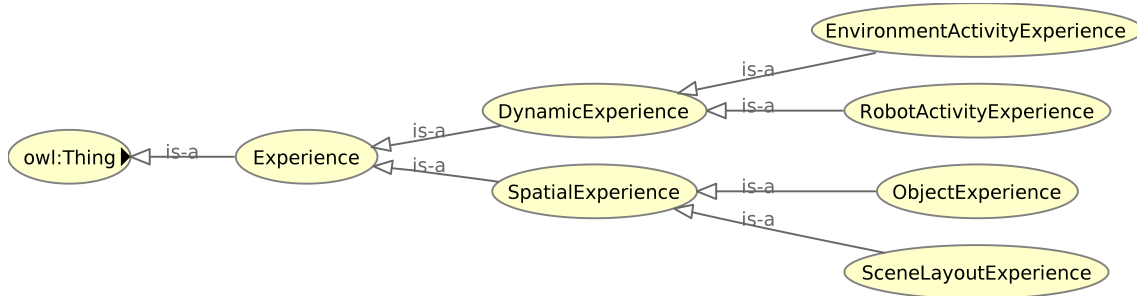 EnvironmentActivityExperience
is-a
DynamicExperience
is-a
RobotActivityExperience
is-a
owl:Thing
is-a
Experience
is-a
SpatialExperience
is-a
ObjectExperience
is-a
SceneLayoutExperience